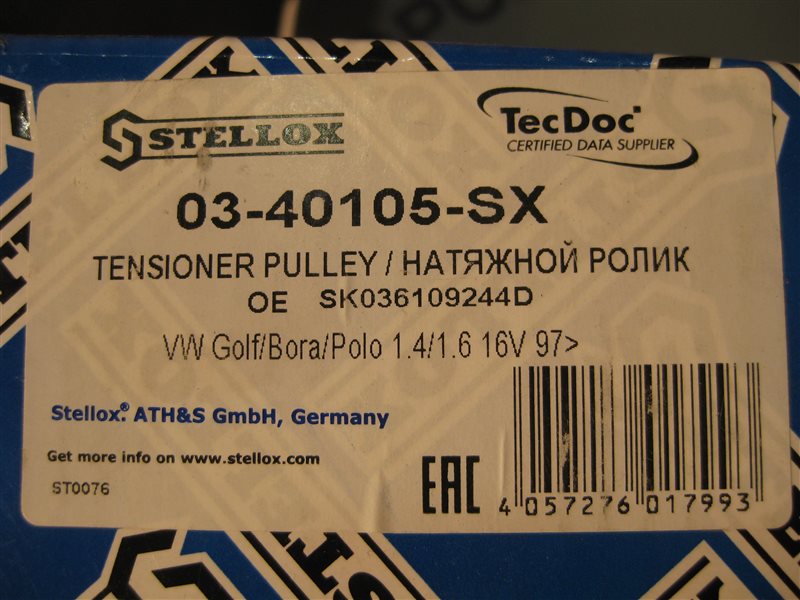 STELLOX
TecDoc
CERTIFIED DATA SUPPLIER
03-40105-SX
TENSIONER PULLEY / НАТЯЖНОЙ РОЛИК
OE SK036109244D
VW Golf/Bora/Polo 1.4/1.6 16V 97>
Stellox® ATH&S GmbH, Germany
Get more info on www.stellox.com
ST0076
EAC
4 057276 017993